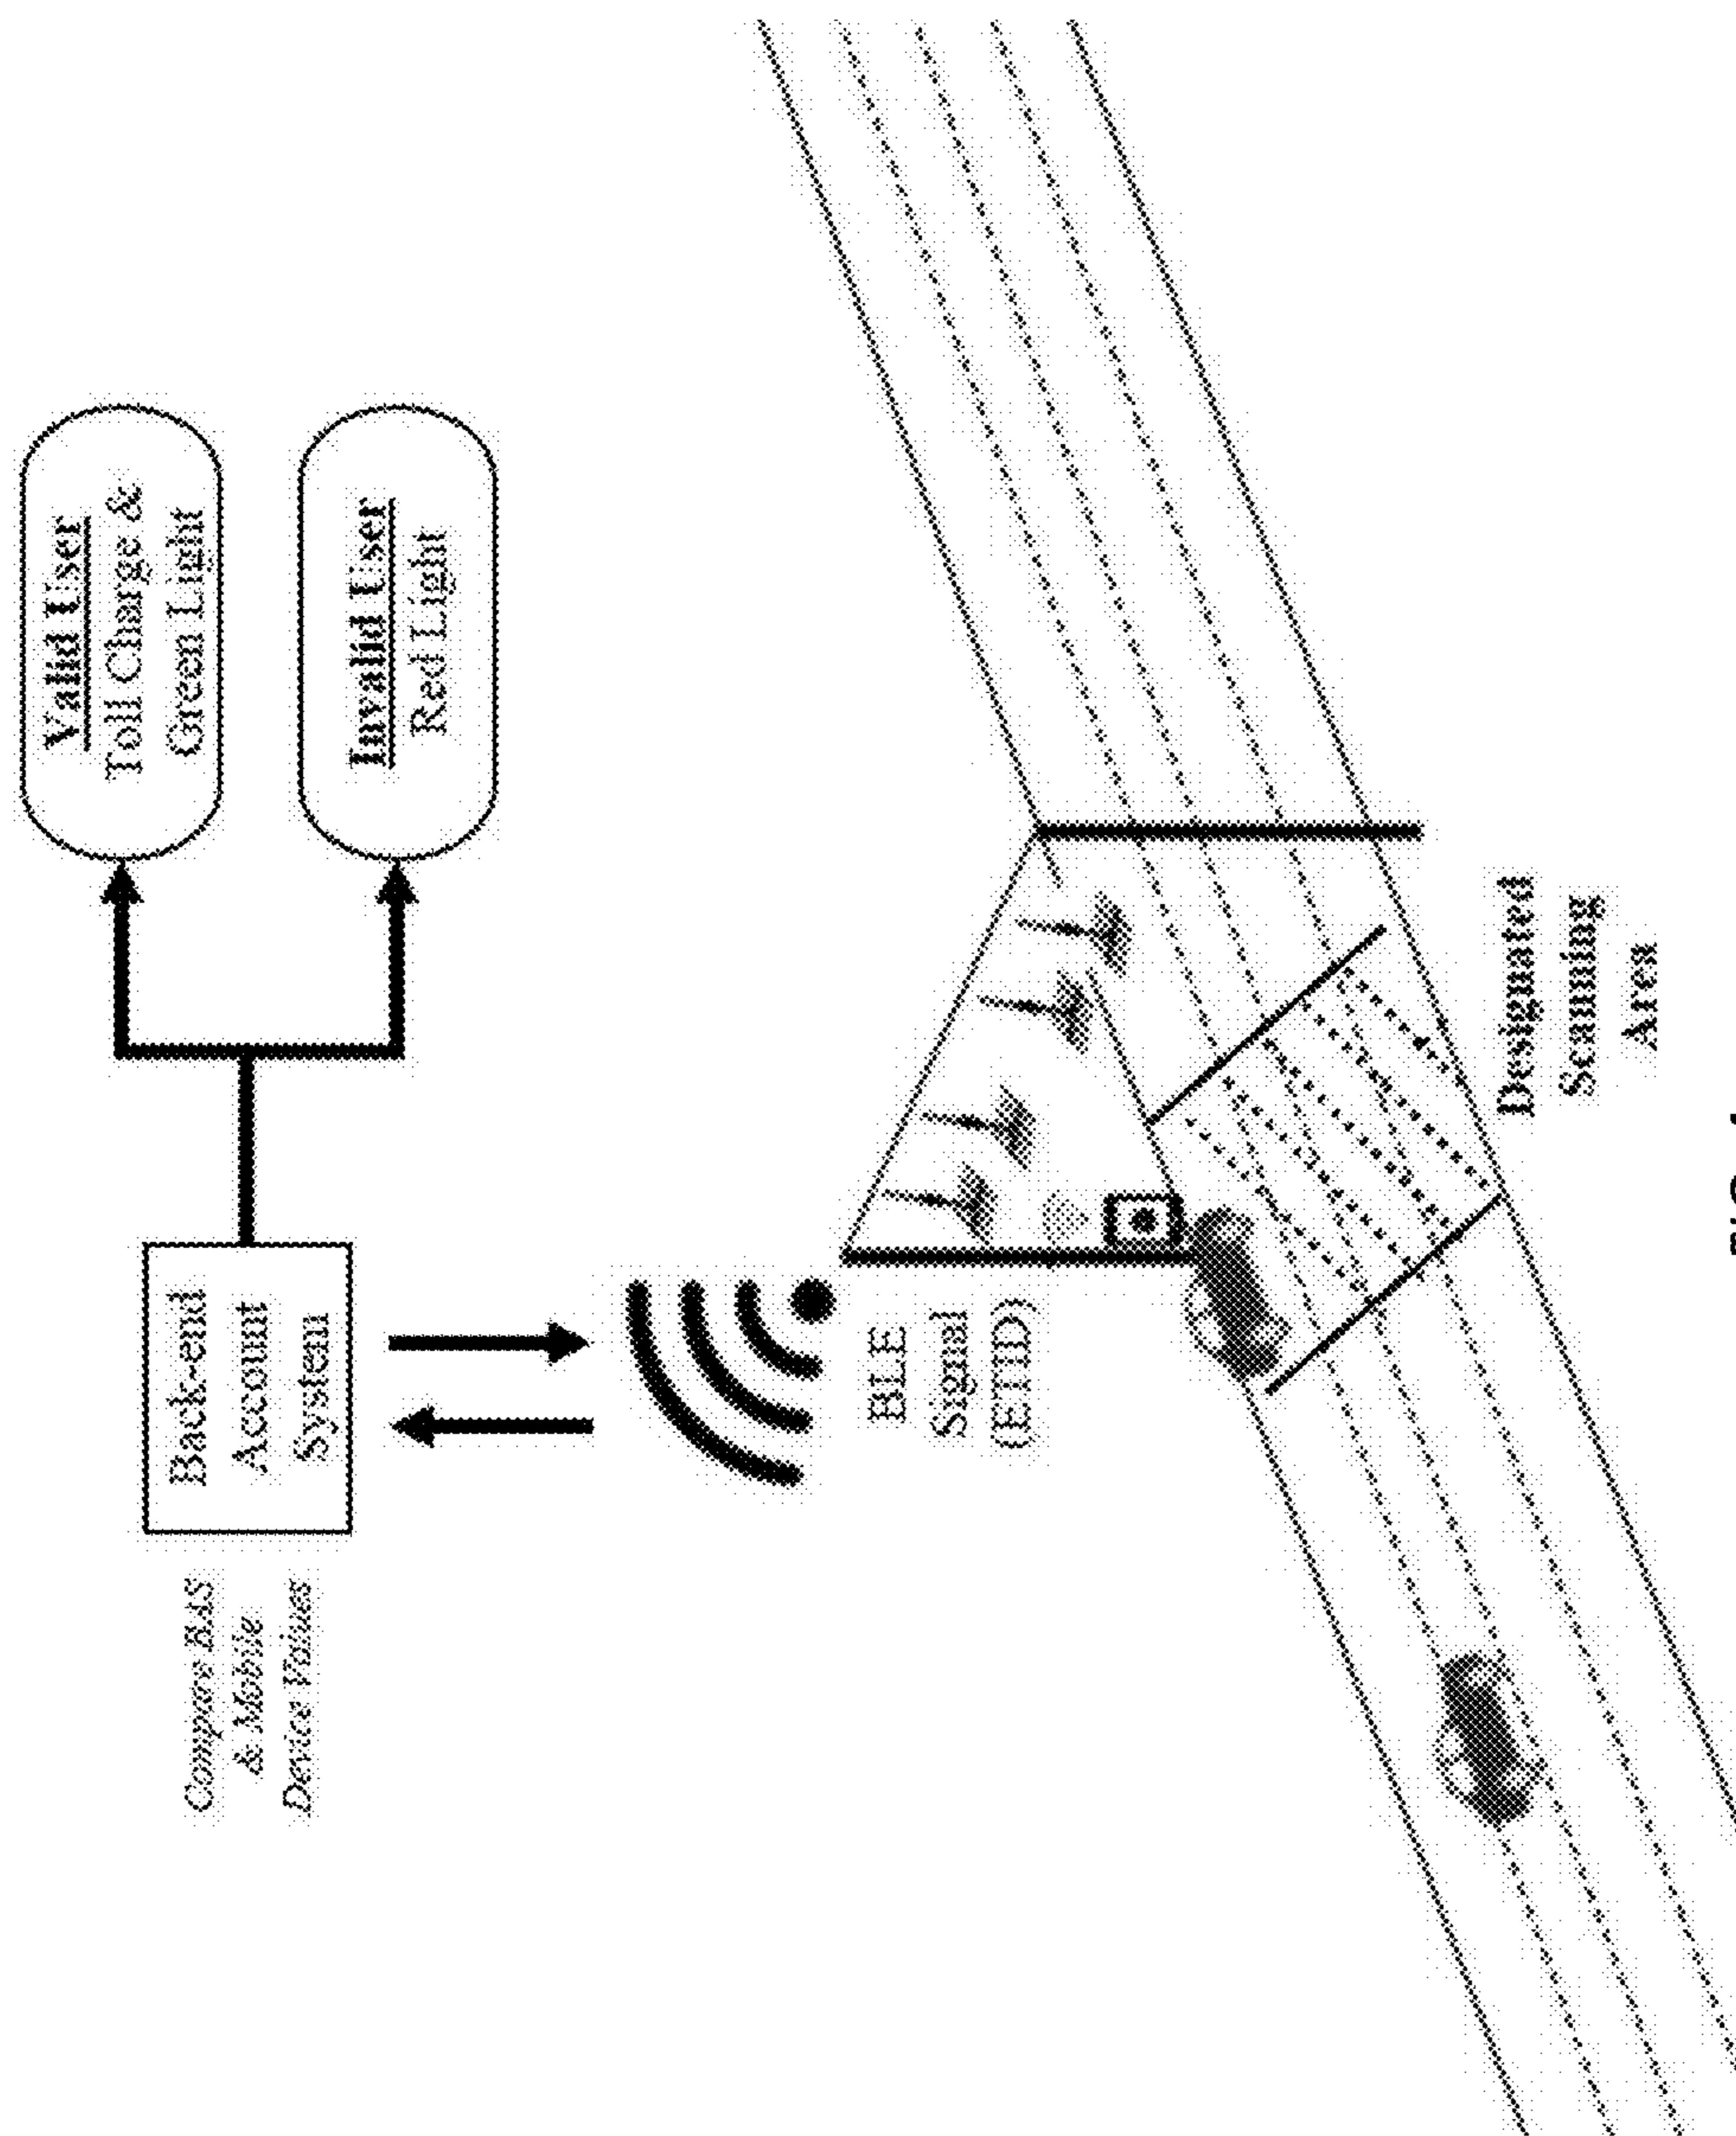 Valid User
Toll Charge &
Green Light
Invalid User
Red Light
Back-end
Account
System
Compare BAS
& Mobile
Device Values
BLE
Signal
(ETID)
Designated
Scanning
Area